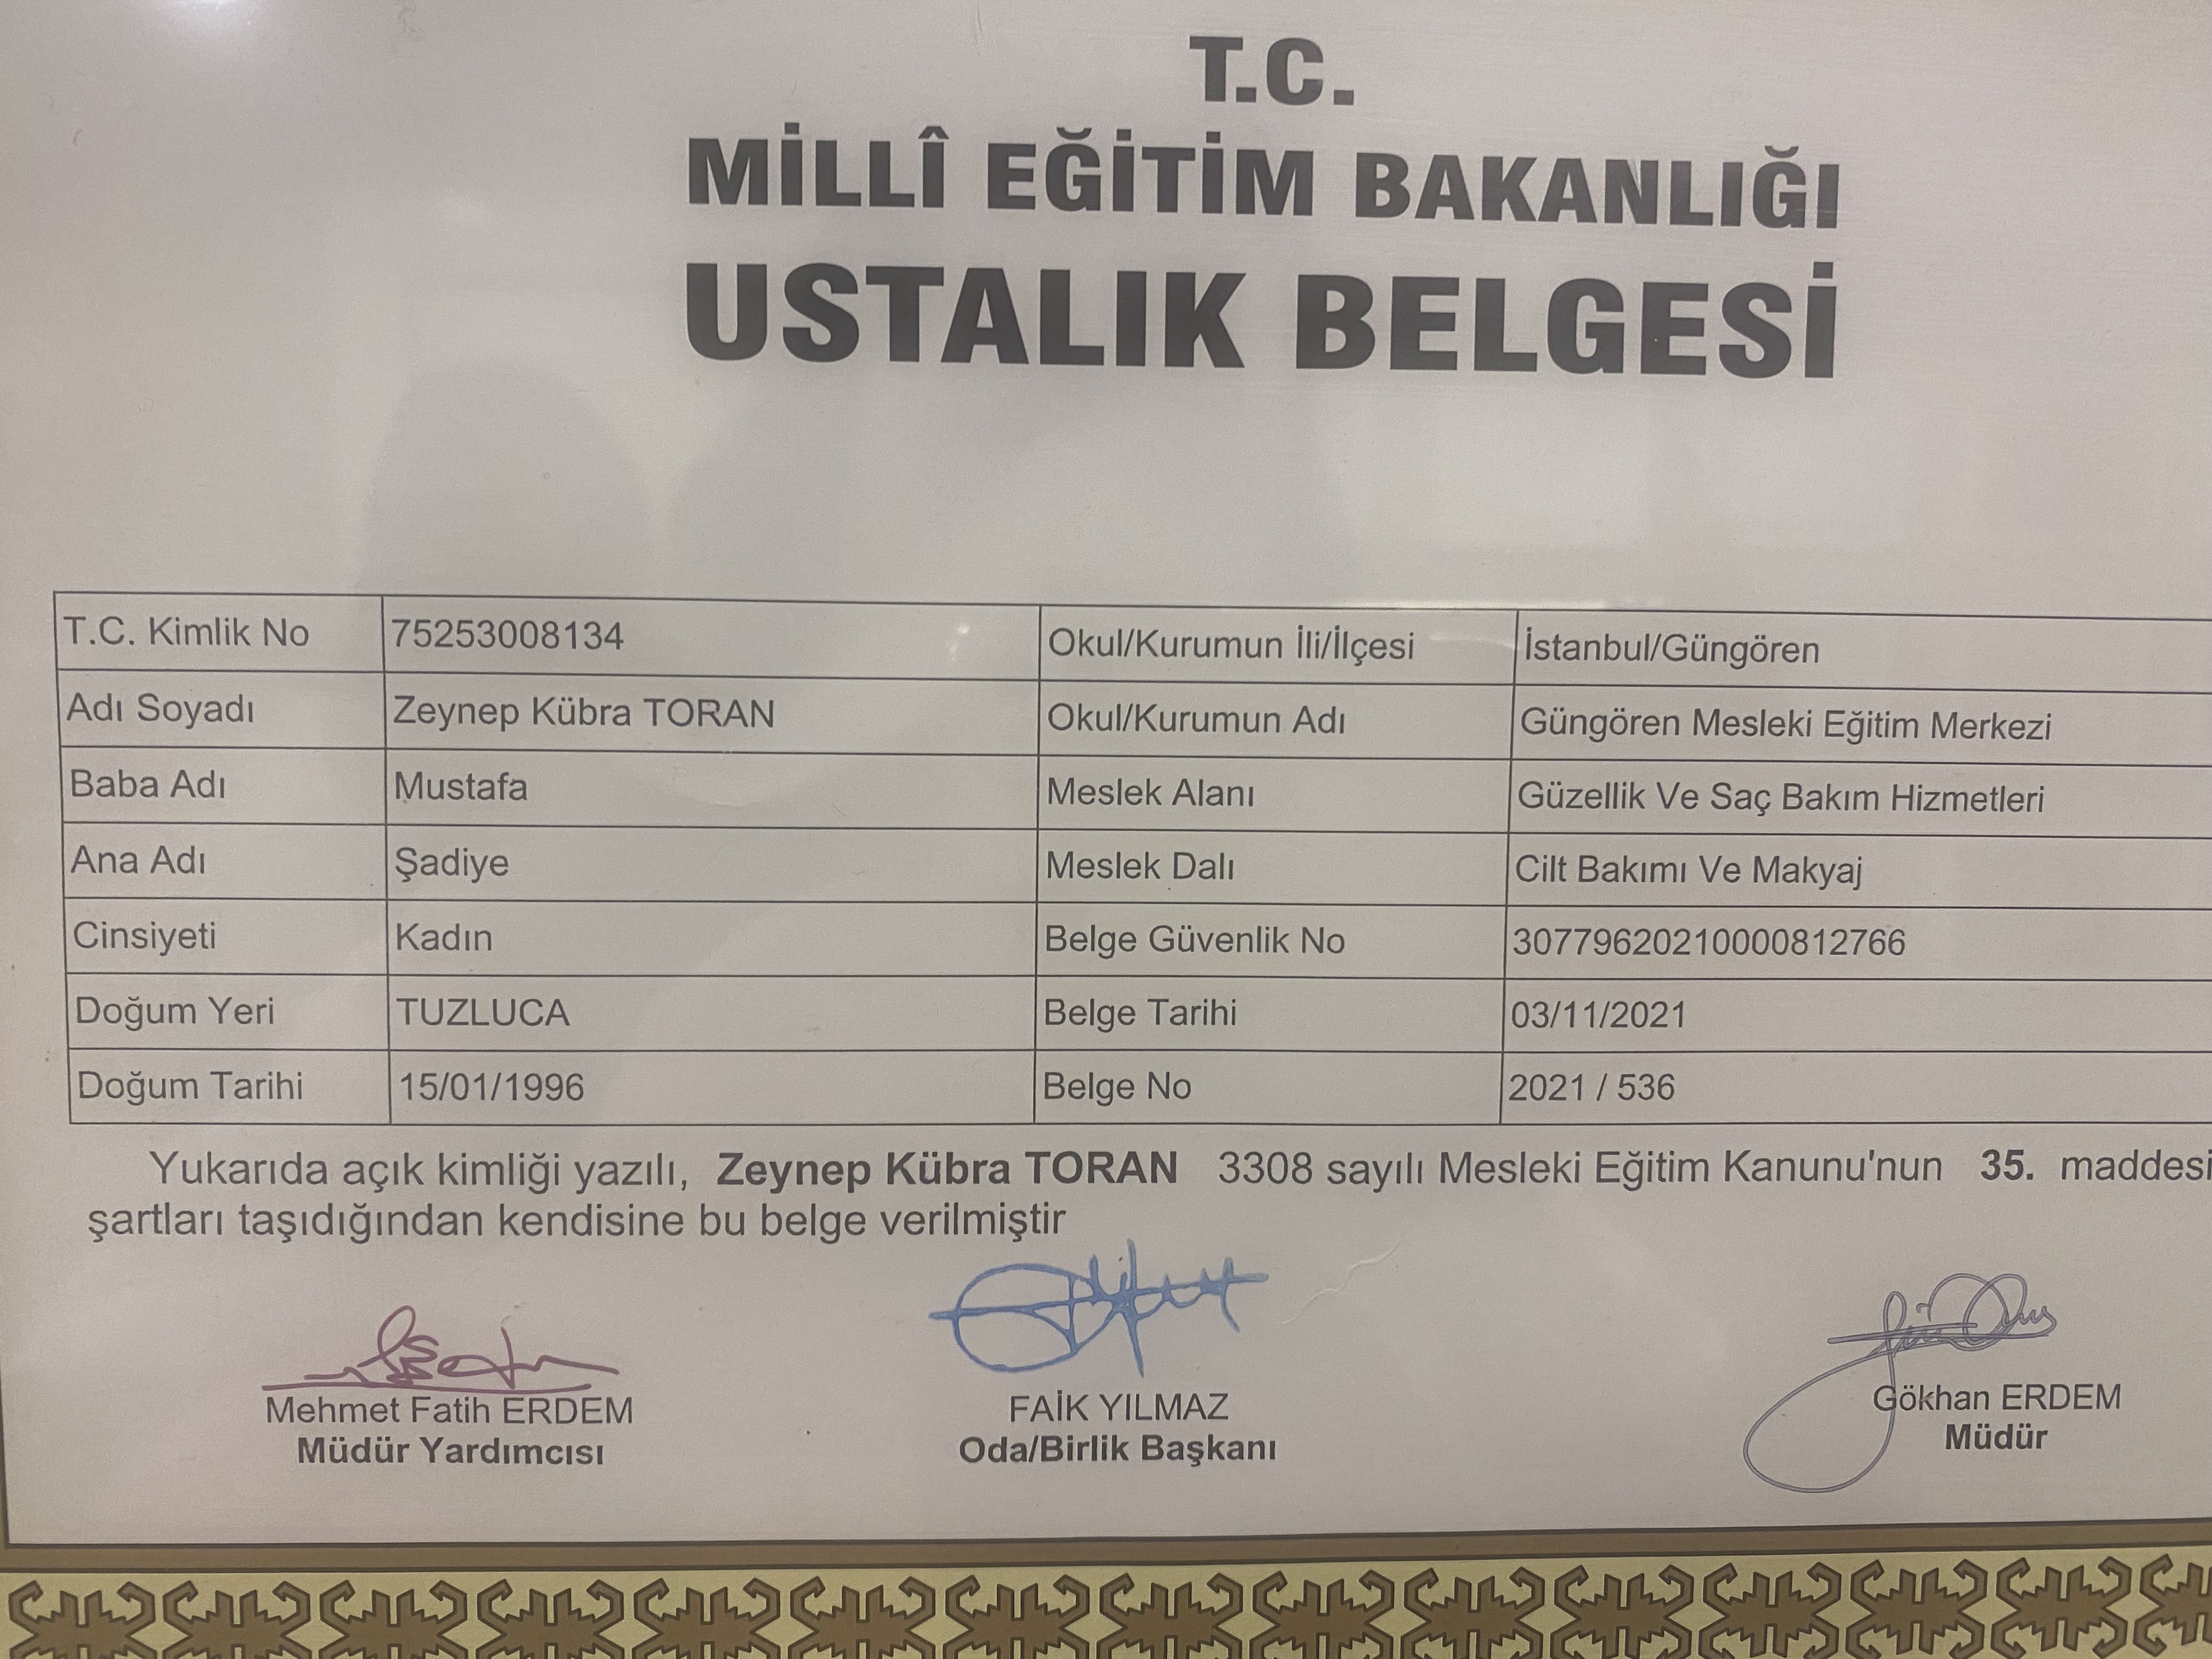 T.C.
MİLLÎ EĞİTİM BAKANLIĞI
USTALIK BELGESİ
T.C. Kimlik No 75253008134 Okul/Kurumun İli/İlçesi İstanbul/Güngören
Adı Soyadı Zeynep Kübra TORAN Okul/Kurumun Adı Güngören Mesleki Eğitim Merkezi
Baba Adı Mustafa Meslek Alanı Güzellik Ve Saç Bakım Hizmetleri
Ana Adı Şadiye Meslek Dalı Cilt Bakımı Ve Makyaj
Cinsiyeti Kadın Belge Güvenlik No 30779620210000812766
Doğum Yeri TUZLUCA Belge Tarihi 03/11/2021
Doğum Tarihi 15/01/1996 Belge No 2021 / 536
Yukarıda açık kimliği yazılı, Zeynep Kübra TORAN 3308 sayılı Mesleki Eğitim Kanunu'nun 35. maddesi
şartları taşıdığından kendisine bu belge verilmiştir
Mehmet Fatih ERDEM FAİK YILMAZ Gökhan ERDEM
Müdür Yardımcısı Oda/Birlik Başkanı Müdür